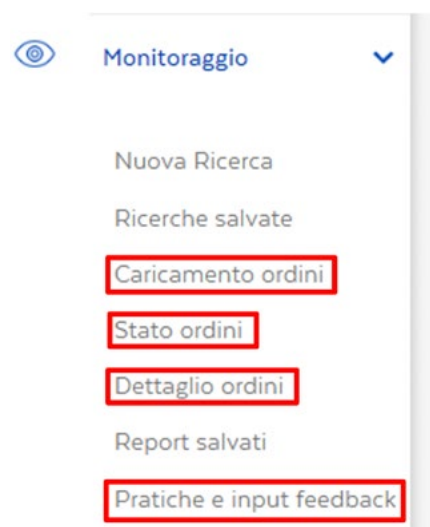 Monitoraggio
Nuova Ricerca
Ricerche salvate
Caricamento ordini
Stato ordini
Dettaglio ordini
Report salvati
Pratiche e input feedback